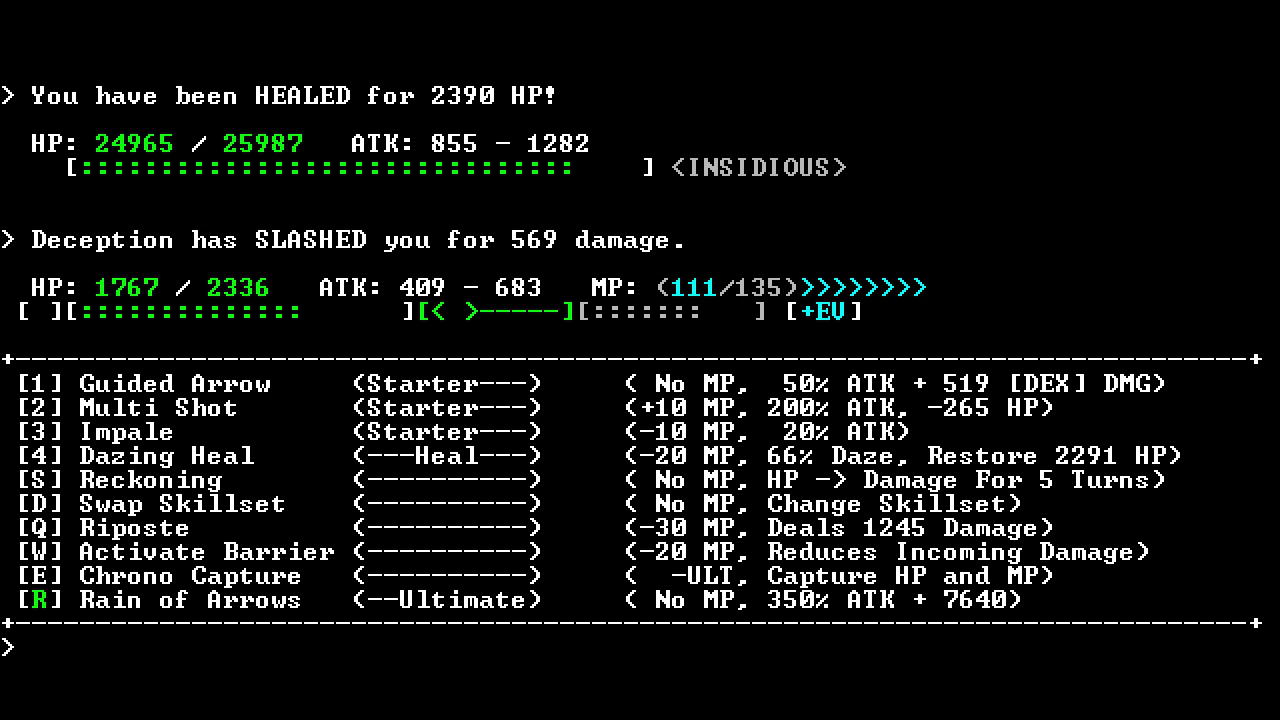 > You have been HEALED for 2390 HP!
HP: 24965 / 25987   ATK: 855 - 1282
[:::::::::::::::::::::::::::::::    ] <INSIDIOUS>
> Deception has SLASHED you for 569 damage.
HP: 1767 / 2336   ATK: 409 - 683   MP: (111/135)>>>>>>>>
[ ][::::::::::::::      ][< >-----][:::::::   ] [+EV]
+-----------------------------------------------------------------------------+
[1] Guided Arrow     (Starter---)     ( No MP,  50% ATK + 519 [DEX] DMG)
[2] Multi Shot       (Starter---)     (+10 MP, 200% ATK, -265 HP)
[3] Impale           (Starter---)     (-10 MP,  20% ATK)
[4] Dazing Heal      (---Heal---)     (-20 MP, 66% Daze, Restore 2291 HP)
[S] Reckoning        (----------)     ( No MP, HP -> Damage For 5 Turns)
[D] Swap Skillset    (----------)     ( No MP, Change Skillset)
[Q] Riposte          (----------)     (-30 MP, Deals 1245 Damage)
[W] Activate Barrier (----------)     (-20 MP, Reduces Incoming Damage)
[E] Chrono Capture   (----------)     (  -ULT, Capture HP and MP)
[R] Rain of Arrows   (--Ultimate)     ( No MP, 350% ATK + 7640)
+-----------------------------------------------------------------------------+
>